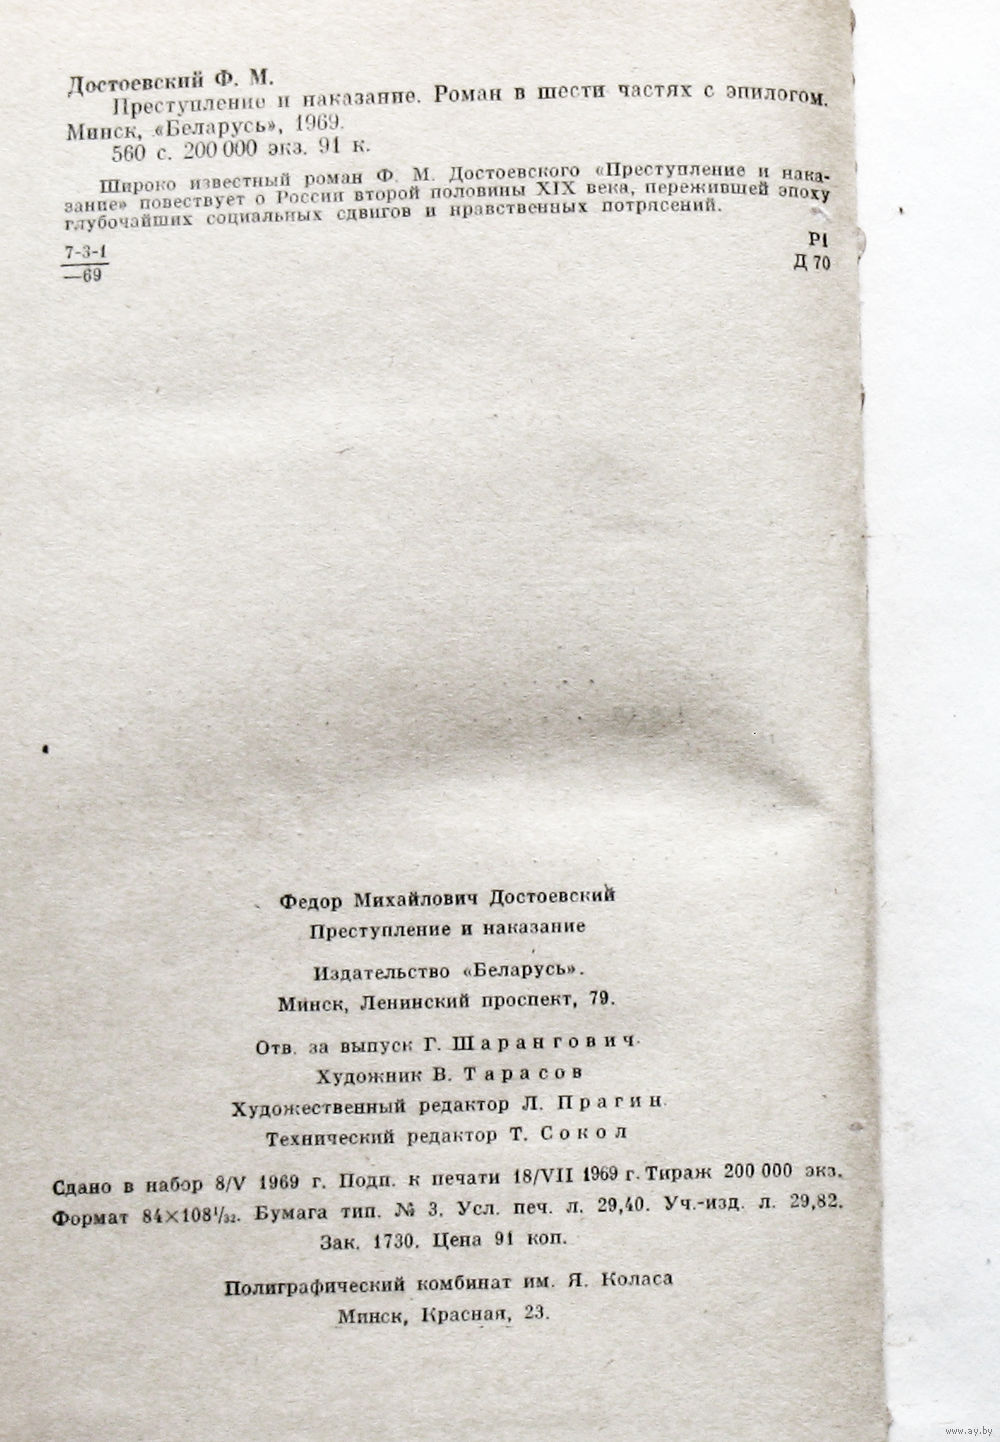 Достоевский Ф. М.
Преступление и наказание. Роман в шести частях с эпилогом.
Минск, «Беларусь», 1969.
560 с. 200 000 экз. 91 к.
Широко известный роман Ф. М. Достоевского «Преступление и нака-
зание» повествует о России второй половины XIX века, пережившей эпоху
глубочайших социальных сдвигов и нравственных потрясений.
7-3-1
—69
Р1
Д 70
Федор Михайлович Достоевский
Преступление и наказание
Издательство «Беларусь».
Минск, Ленинский проспект, 79.
Отв. за выпуск Г. Шарангович.
Художник В. Тарасов
Художественный редактор Л. Прагин.
Технический редактор Т. Сокол
Сдано в набор 8/V 1969 г. Подп. к печати 18/VII 1969 г. Тираж 200 000 экз.
Формат 84×108¹/₃₂. Бумага тип. № 3. Усл. печ. л. 29,40. Уч.-изд. л. 29,82.
Зак. 1730. Цена 91 коп.
Полиграфический комбинат им. Я. Коласа
Минск, Красная, 23.
www.ay.by